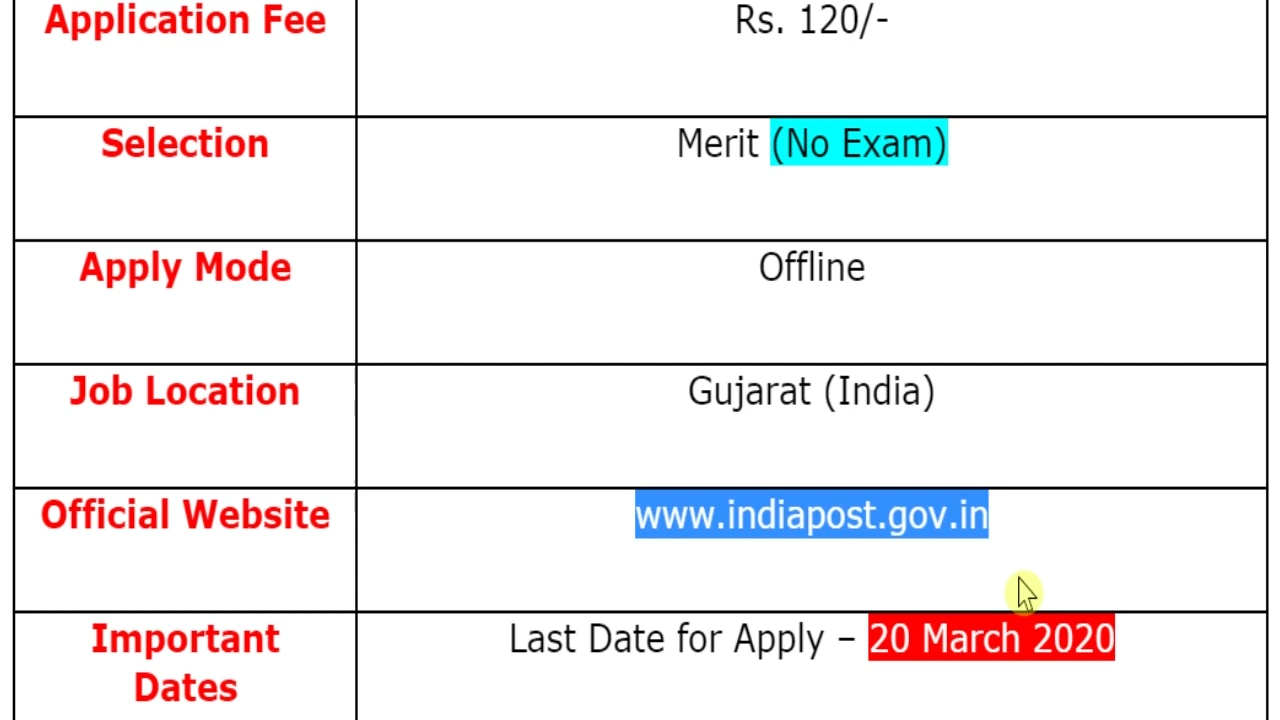 Application Fee
Rs. 120/-
Selection
Merit (No Exam)
Apply Mode
Offline
Job Location
Gujarat (India)
Official Website
www.indiapost.gov.in
Important
Dates
Last Date for Apply – 20 March 2020